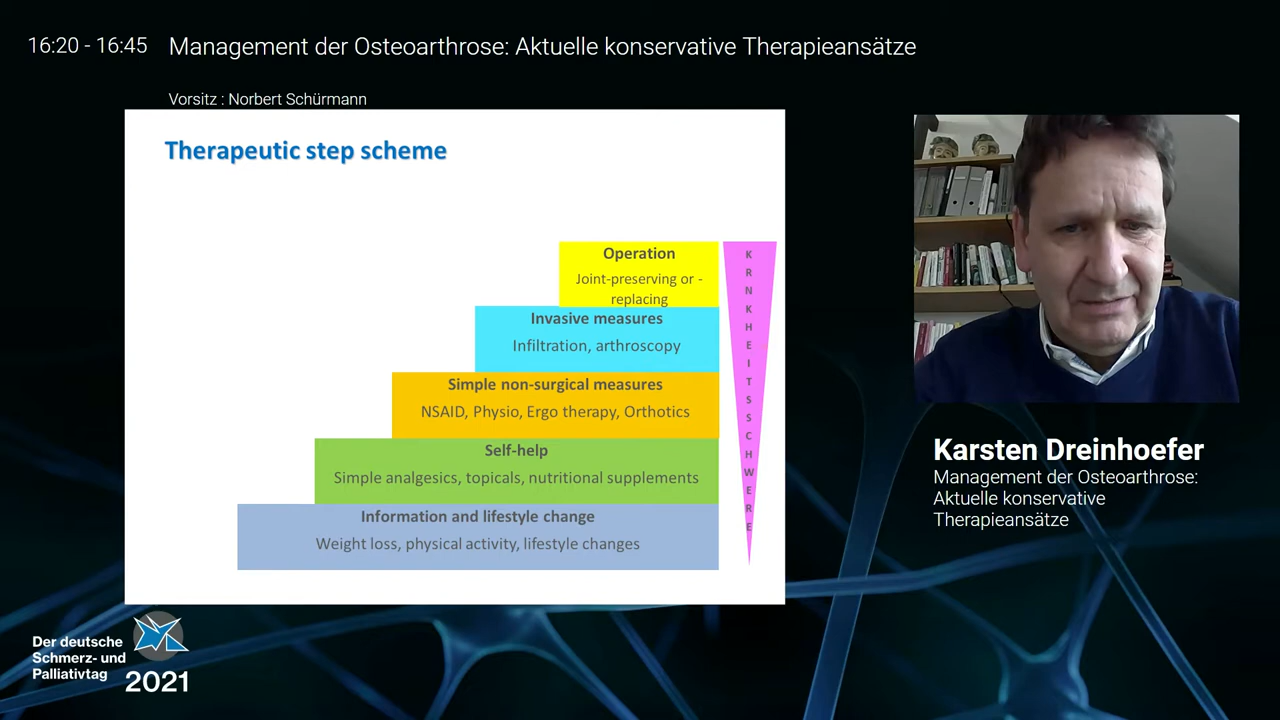 16:20 - 16:45
Management der Osteoarthrose: Aktuelle konservative Therapieansätze
Vorsitz : Norbert Schürmann
Therapeutic step scheme
Operation
Joint-preserving or -
replacing
Invasive measures
Infiltration, arthroscopy
Simple non-surgical measures
NSAID, Physio, Ergo therapy, Orthotics
Self-help
Simple analgesics, topicals, nutritional supplements
Information and lifestyle change
Weight loss, physical activity, lifestyle changes
K
R
N
K
H
E
I
T
S
S
C
H
W
E
R
E
Karsten Dreinhoefer
Management der Osteoarthrose:
Aktuelle konservative
Therapieansätze
Der deutsche
Schmerz- und
Palliativtag
2021